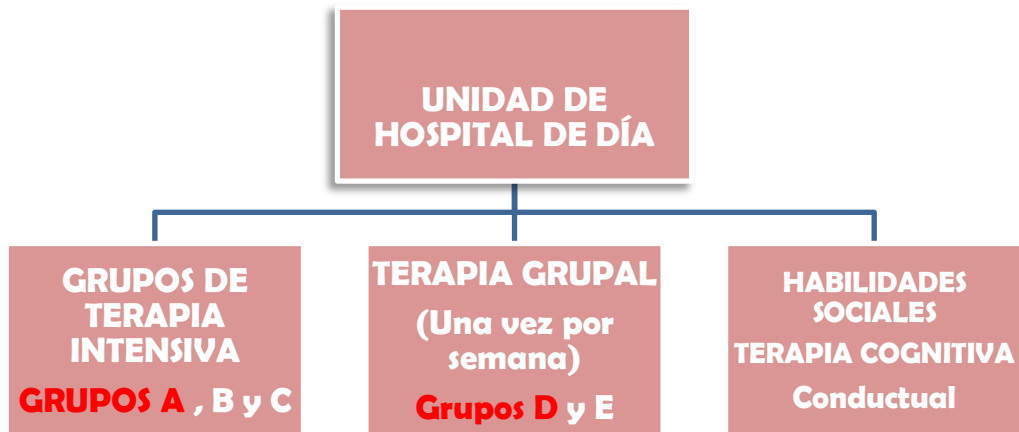 UNIDAD DE
HOSPITAL DE DÍA
GRUPOS DE
TERAPIA
INTENSIVA
GRUPOS A , B y C
TERAPIA GRUPAL
(Una vez por
semana)
Grupos D y E
HABILIDADES
SOCIALES
TERAPIA COGNITIVA
Conductual